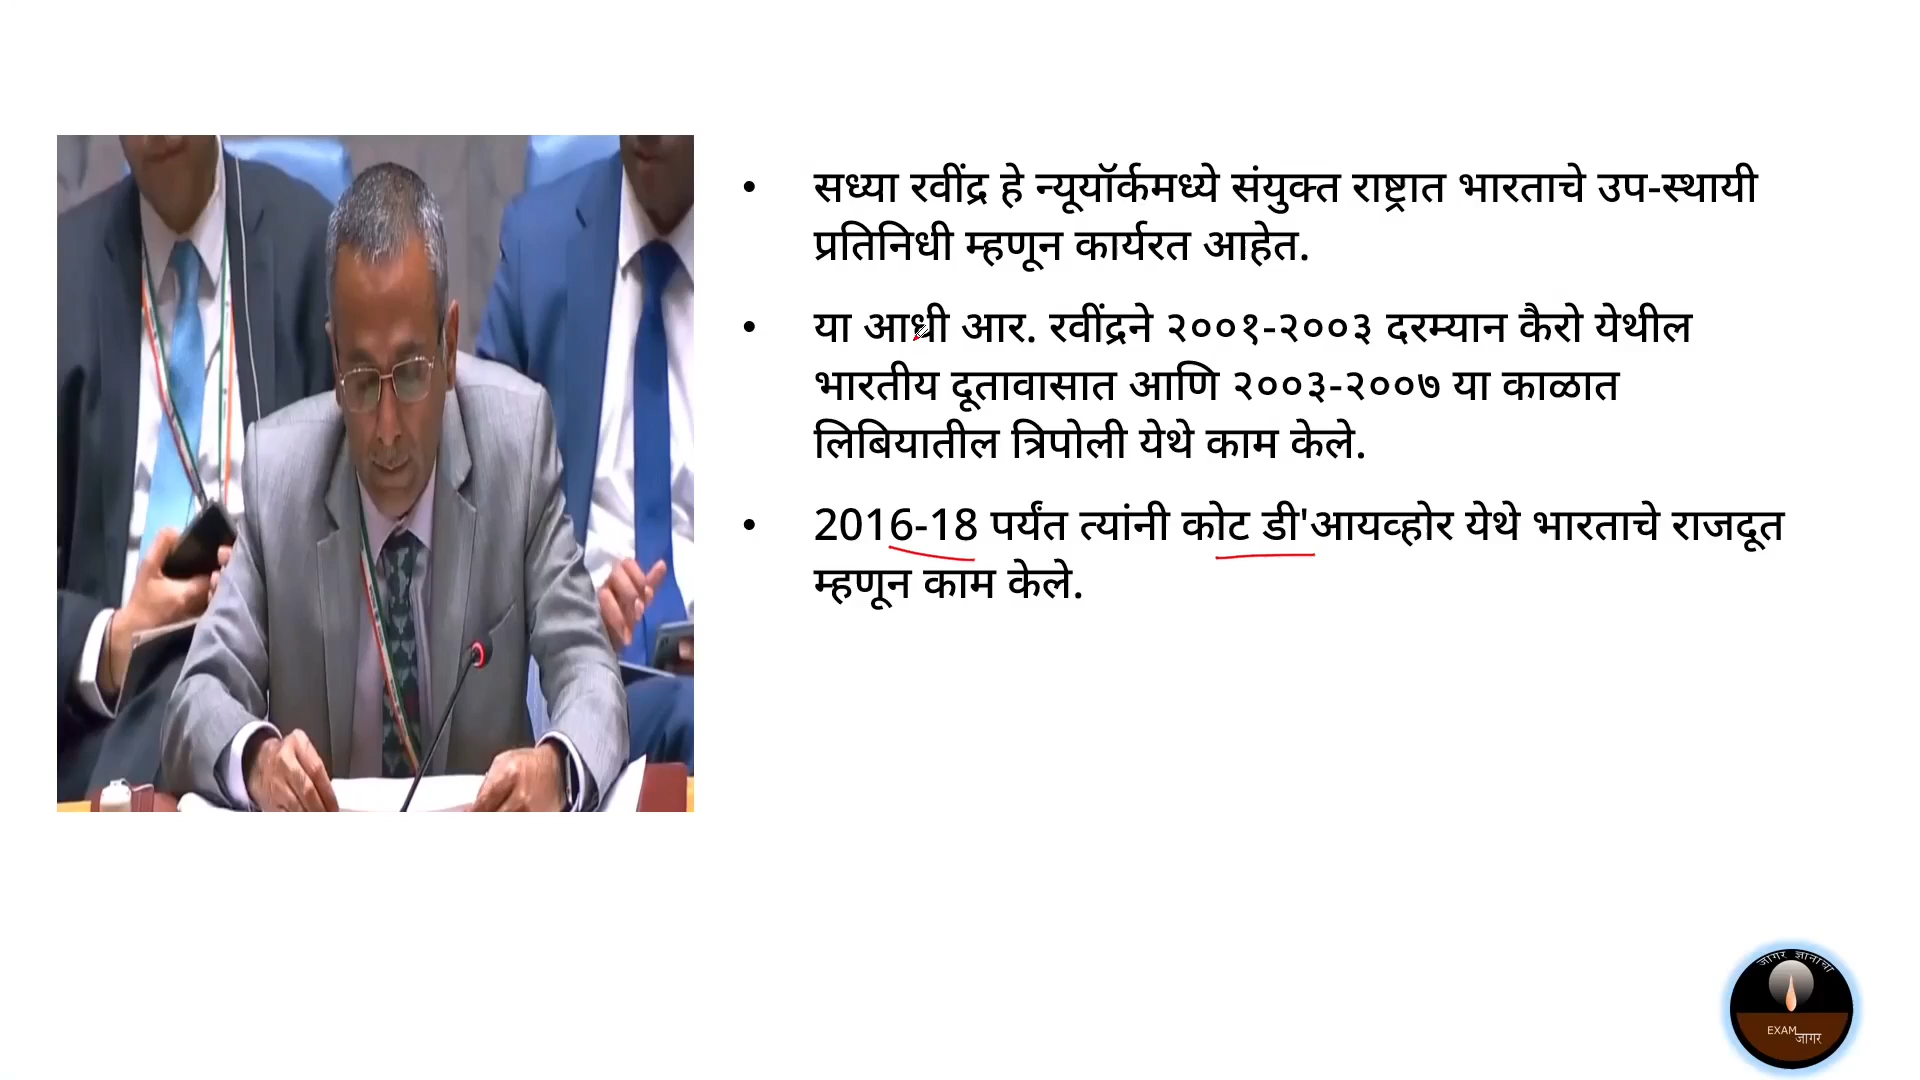 • सध्या रवींद्र हे न्यूयॉर्कमध्ये संयुक्त राष्ट्रात भारताचे उप-स्थायी
प्रतिनिधी म्हणून कार्यरत आहेत.
• या आधी आर. रवींद्रने २००१-२००३ दरम्यान कैरो येथील
भारतीय दूतावासात आणि २००३-२००७ या काळात
लिबियातील त्रिपोली येथे काम केले.
• 2016-18 पर्यंत त्यांनी कोट डी'आयव्होर येथे भारताचे राजदूत
म्हणून काम केले.
जागर ज्ञानाचा
EXAM
जागर